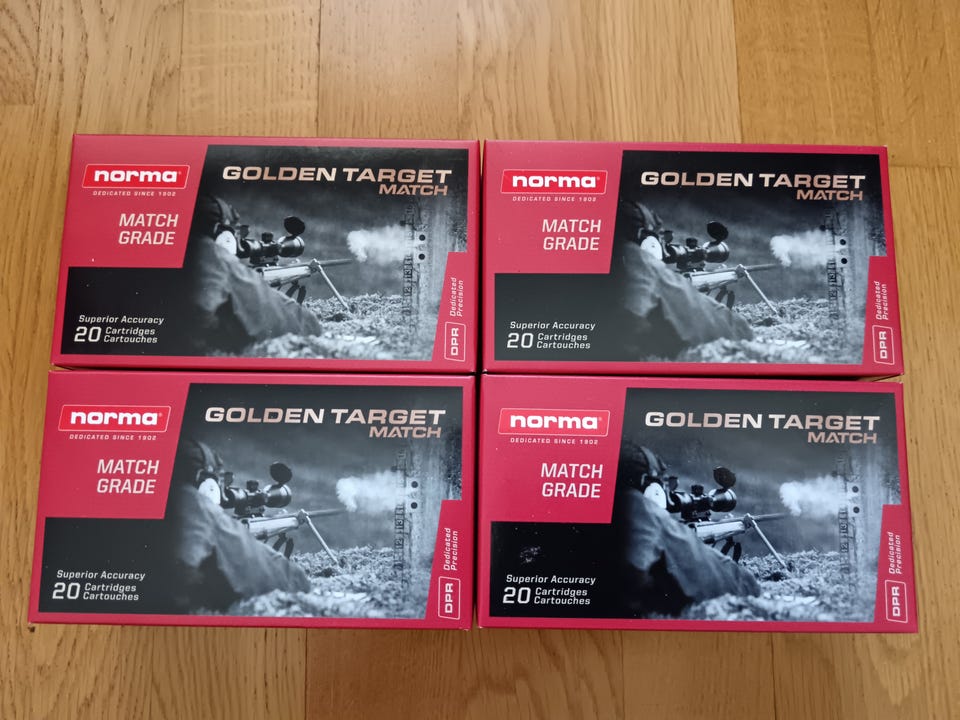 norma
DEDICATED SINCE 1902
GOLDEN TARGET
MATCH
MATCH
GRADE
Superior Accuracy
20 Cartridges
Cartouches
Dedicated
Precision
DPR
norma
DEDICATED SINCE 1902
GOLDEN TARGET
MATCH
MATCH
GRADE
Superior Accuracy
20 Cartridges
Cartouches
Dedicated
Precision
DPR
norma
DEDICATED SINCE 1902
GOLDEN TARGET
MATCH
MATCH
GRADE
Superior Accuracy
20 Cartridges
Cartouches
Dedicated
Precision
DPR
norma
DEDICATED SINCE 1902
GOLDEN TARGET
MATCH
MATCH
GRADE
Superior Accuracy
20 Cartridges
Cartouches
Dedicated
Precision
DPR